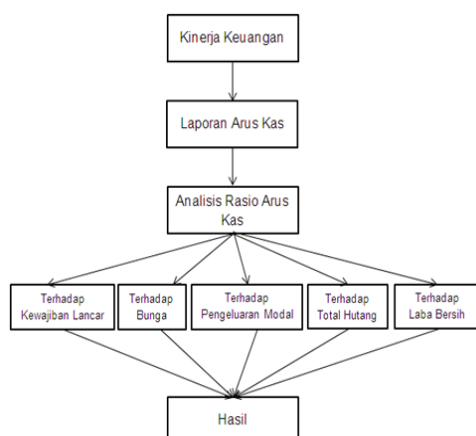 Kinerja Keuangan
Laporan Arus Kas
Analisis Rasio Arus
Kas
Terhadap
Kewajiban Lancar
Terhadap
Bunga
Terhadap
Pengeluaran Modal
Terhadap
Total Hutang
Terhadap
Laba Bersih
Hasil